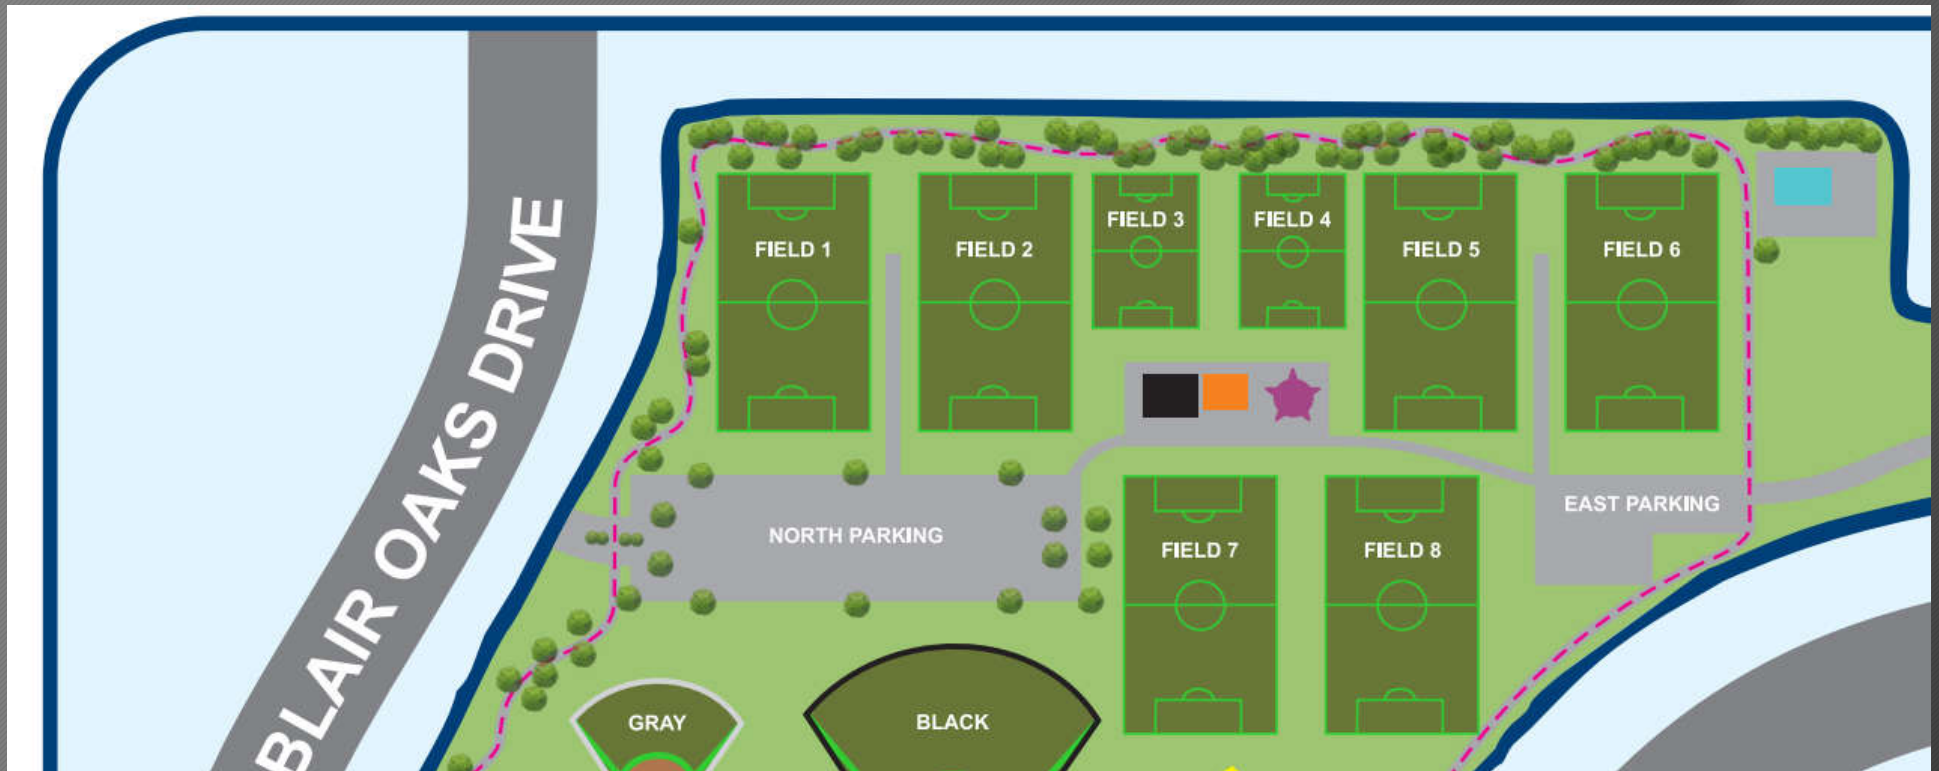 BLAIR OAKS DRIVE
FIELD 1
FIELD 2
FIELD 3
FIELD 4
FIELD 5
FIELD 6
NORTH PARKING
EAST PARKING
FIELD 7
FIELD 8
GRAY
BLACK